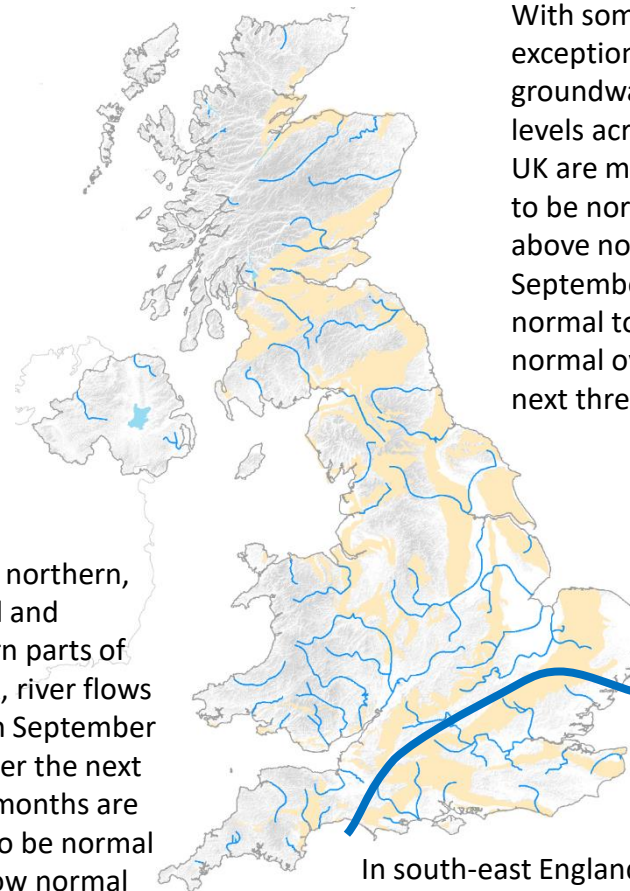 With som
exception
groundwa
levels acr
UK are m
to be nor
above no
September
normal to
normal ov
next thre
northern,
and
rn parts of
, river flows
September
er the next
months are
to be normal
ow normal
In south-east England